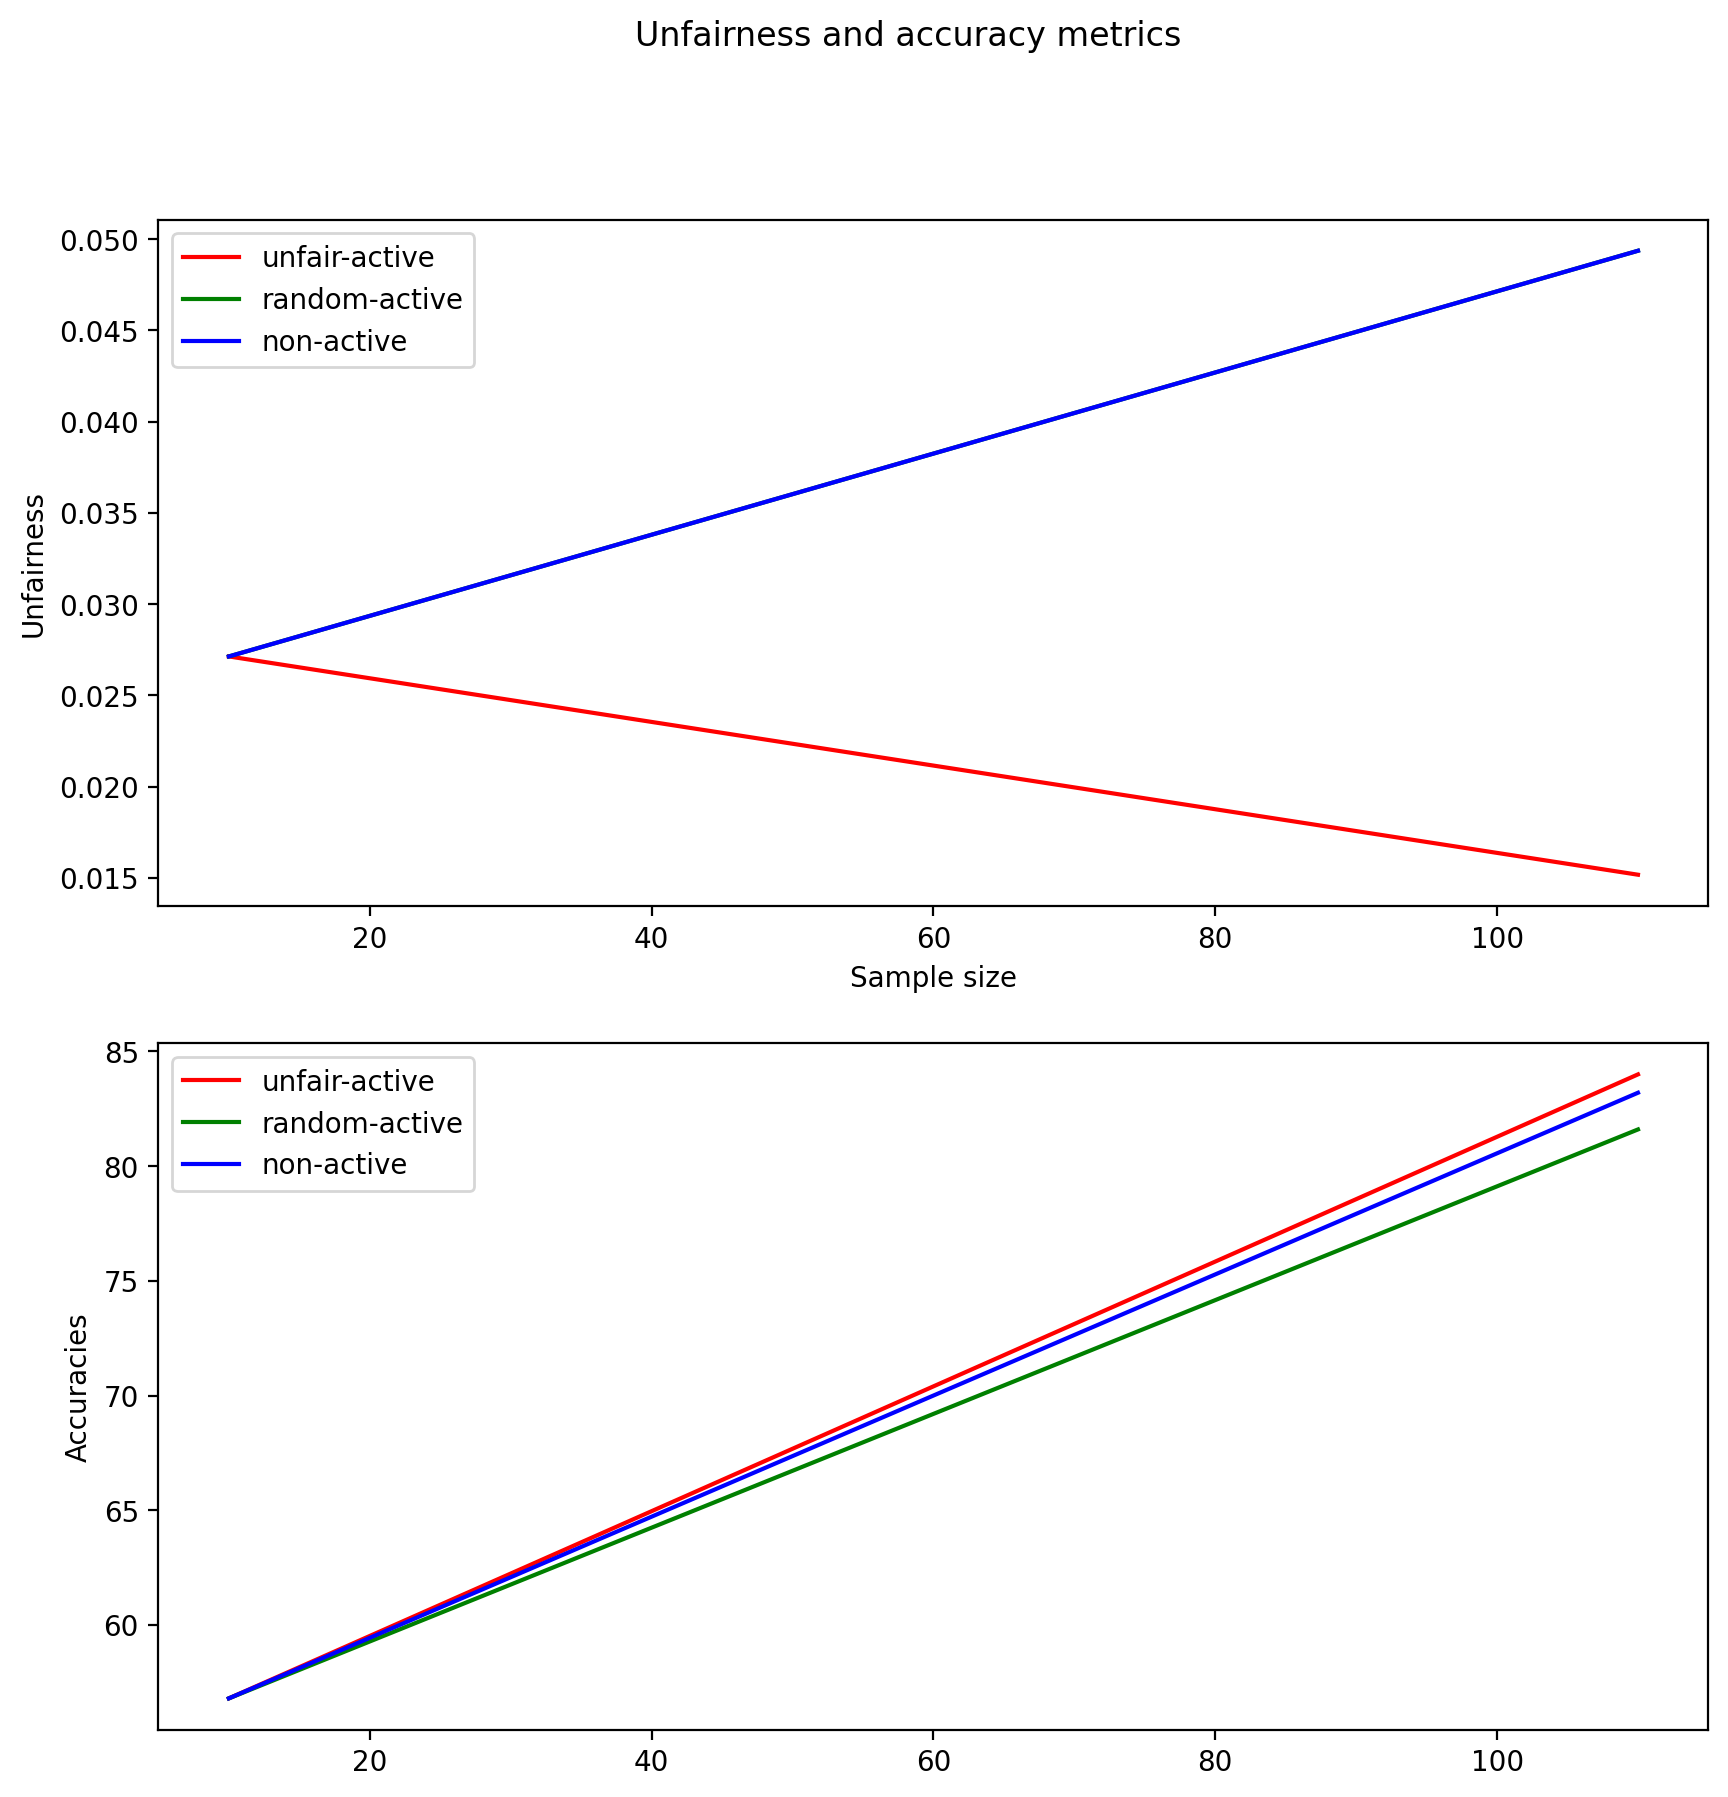 Unfairness and accuracy metrics
0.050
0.045
0.040
0.035
0.030
0.025
0.020
0.015
Unfairness
unfair-active
random-active
non-active
20 40 60 80 100
Sample size
85
80
75
70
65
60
Accuracies
unfair-active
random-active
non-active
20 40 60 80 100